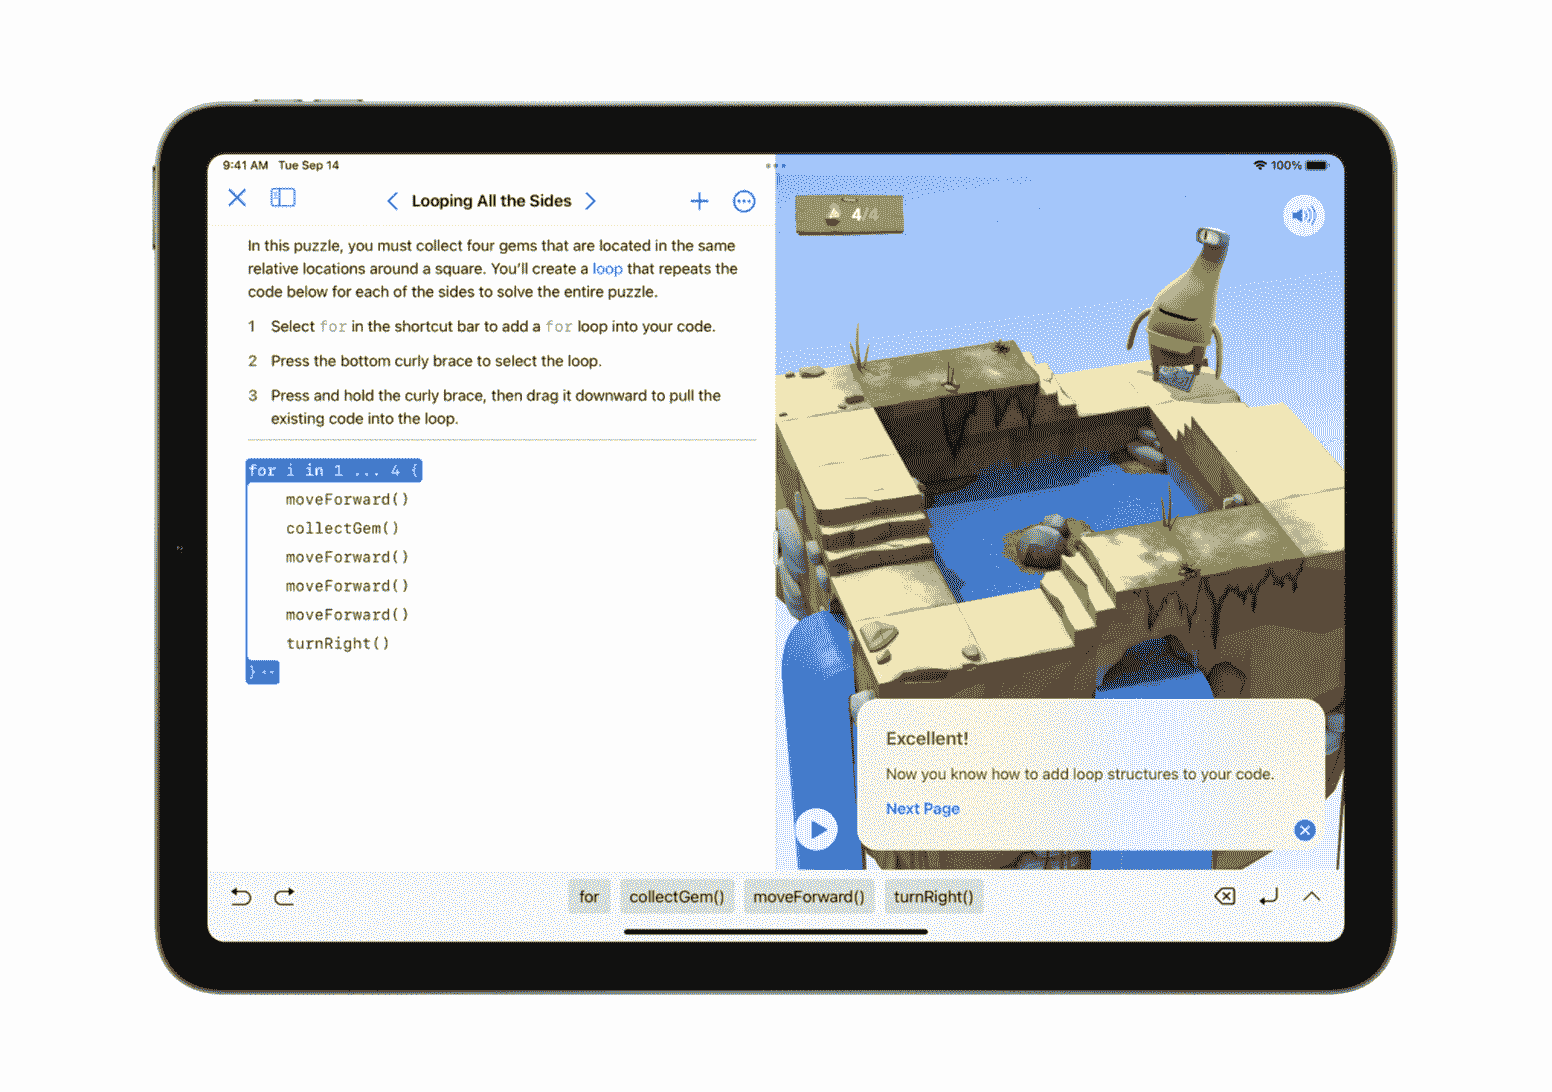 9:41 AM Tue Sep 14
100%
Looping All the Sides
In this puzzle, you must collect four gems that are located in the same
relative locations around a square. You'll create a loop that repeats the
code below for each of the sides to solve the entire puzzle.
1 Select for in the shortcut bar to add a for loop into your code.
2 Press the bottom curly brace to select the loop.
3 Press and hold the curly brace, then drag it downward to pull the
existing code into the loop.
for i in 1 ... 4 {
moveForward()
collectGem()
moveForward()
moveForward()
moveForward()
turnRight()
}
4/4
Excellent!
Now you know how to add loop structures to your code.
Next Page
for collectGem() moveForward() turnRight()